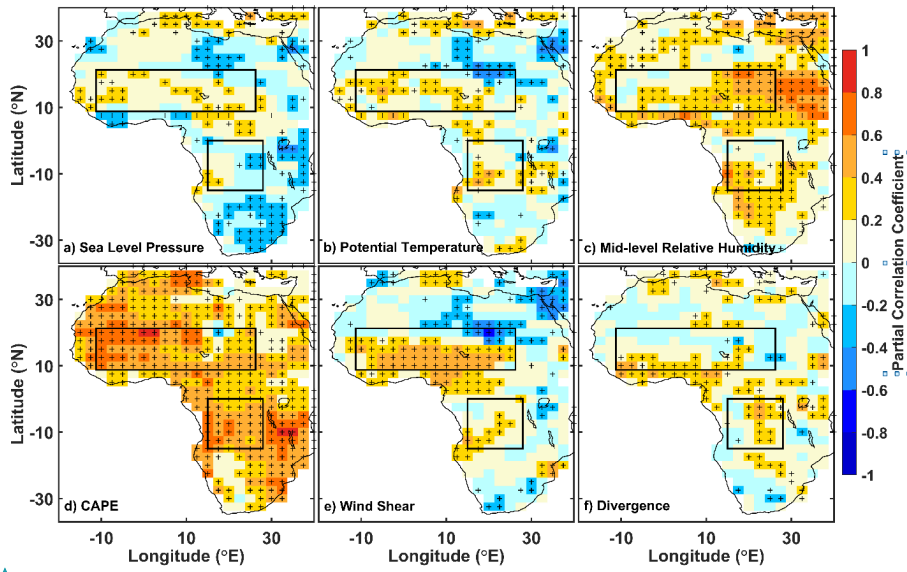 30
10
-10
-30
Latitude (°N)
a) Sea Level Pressure
b) Potential Temperature
c) Mid-level Relative Humidity
30
10
-10
-30
Latitude (°N)
d) CAPE
e) Wind Shear
f) Divergence
-10 10 30
-10 10 30
-10 10 30
Longitude (°E)
Longitude (°E)
Longitude (°E)
1
0.8
0.6
0.4
0.2
0
-0.2
-0.4
-0.6
-0.8
-1
Partial Correlation Coefficient